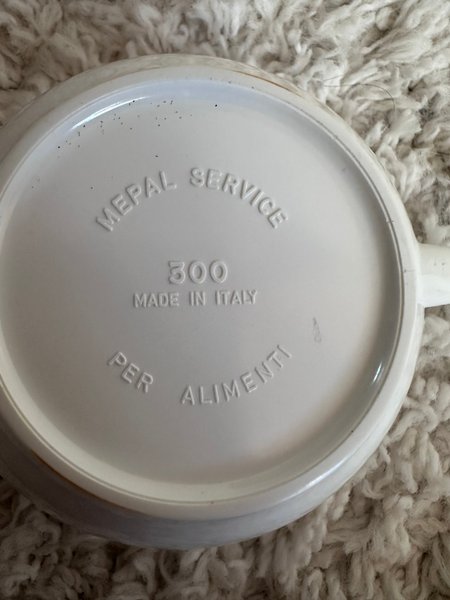 MEPAL SERVICE
300
MADE IN ITALY
PER ALIMENTI